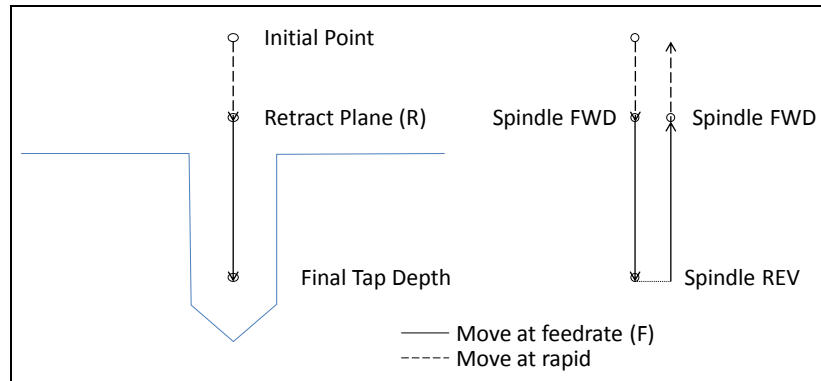 Initial Point
Retract Plane (R)
Spindle FWD
Spindle FWD
Final Tap Depth
Spindle REV
Move at feedrate (F)
Move at rapid